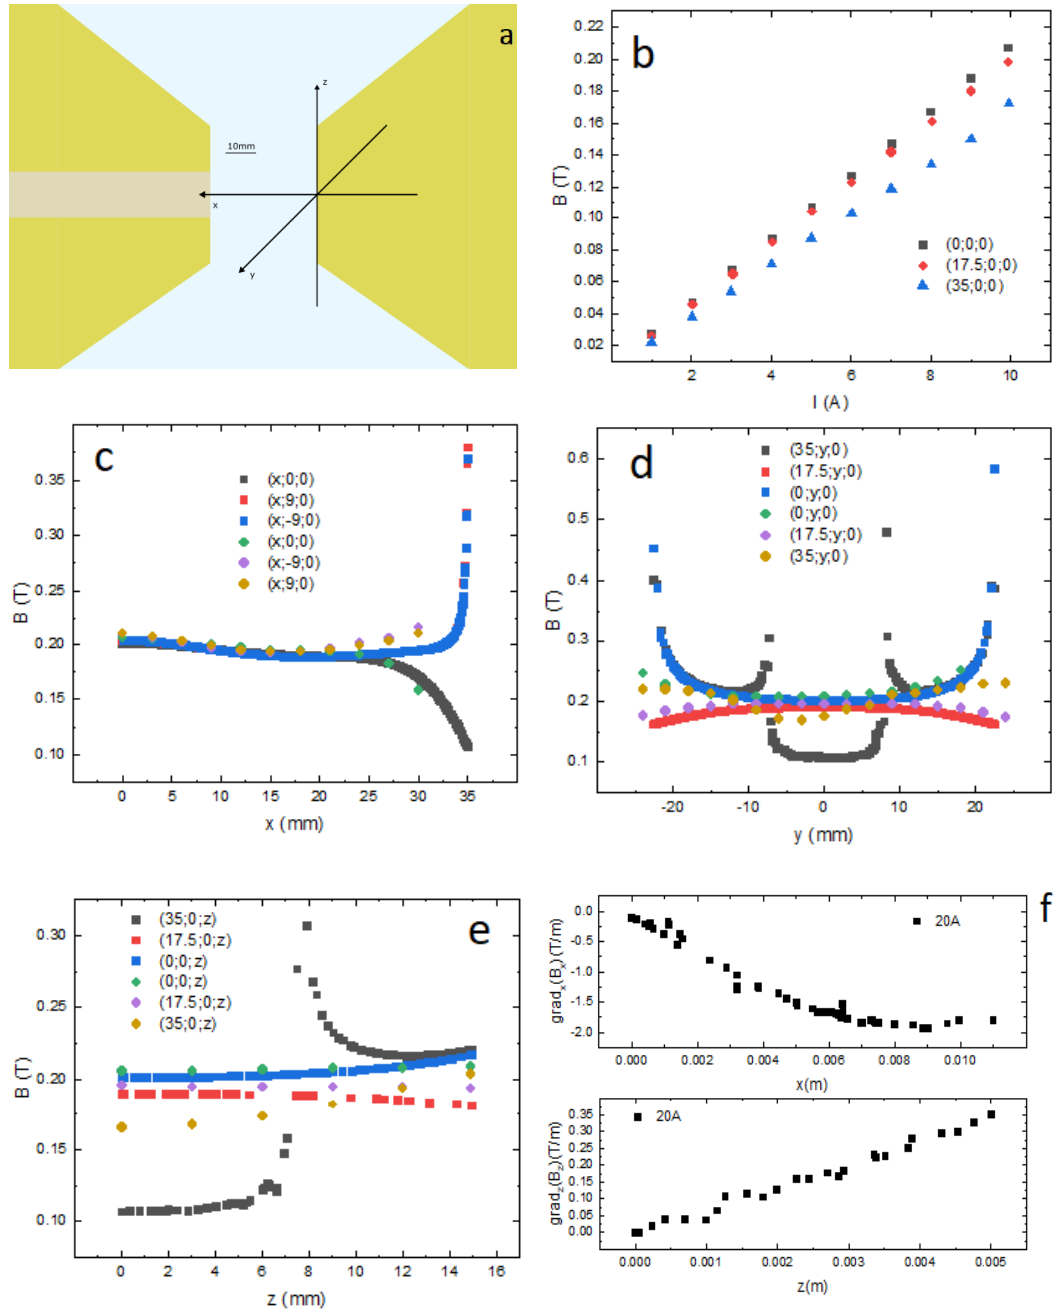 a
z
10mm
x
y
b
0.22
0.20
0.18
0.16
0.14
0.12
0.10
0.08
0.06
0.04
0.02
B (T)
(0;0;0)
(17.5;0;0)
(35;0;0)
2 4 6 8 10
I (A)
c
0.35
0.30
0.25
0.20
0.15
0.10
B (T)
(x;0;0)
(x;9;0)
(x;-9;0)
(x;0;0)
(x;-9;0)
(x;9;0)
0 5 10 15 20 25 30 35
x (mm)
d
0.6
0.5
0.4
0.3
0.2
0.1
B (T)
(35;y;0)
(17.5;y;0)
(0;y;0)
(0;y;0)
(17.5;y;0)
(35;y;0)
-20 -10 0 10 20
y (mm)
e
0.30
0.25
0.20
0.15
0.10
B (T)
(35;0;z)
(17.5;0;z)
(0;0;z)
(0;0;z)
(17.5;0;z)
(35;0;z)
0 2 4 6 8 10 12 14 16
z (mm)
f
0.0
-0.5
-1.0
-1.5
-2.0
gradx(Bx)(T/m)
20A
0.000 0.002 0.004 0.006 0.008 0.010
x(m)
0.35
0.30
0.25
0.20
0.15
0.10
0.05
0.00
gradz(Bz)(T/m)
20A
0.000 0.001 0.002 0.003 0.004 0.005
z(m)